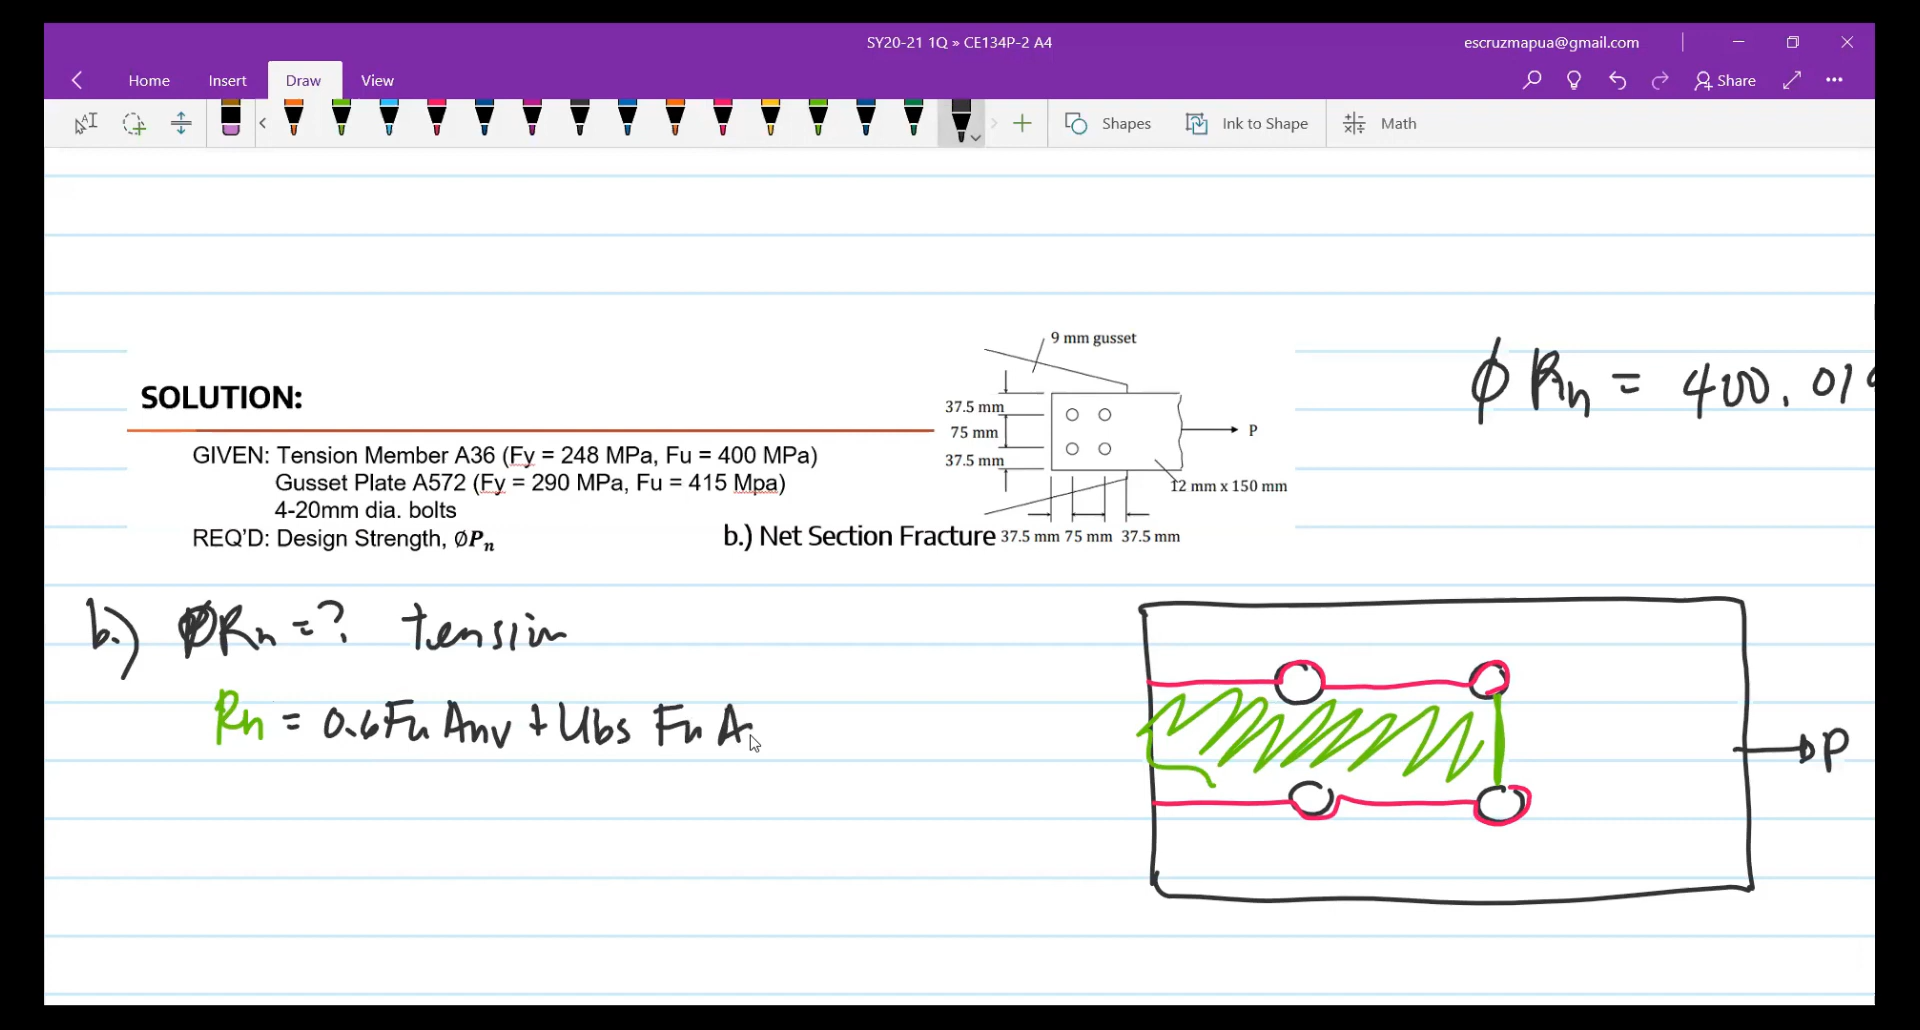 SY20-21 1Q » CE134P-2 A4
escruzmapua@gmail.com
Home Insert Draw View
Share
Shapes Ink to Shape Math
9 mm gusset
37.5 mm
75 mm
37.5 mm
P
12 mm x 150 mm
37.5 mm 75 mm 37.5 mm
ϕ Rn = 400.01
SOLUTION:
GIVEN: Tension Member A36 (Fy = 248 MPa, Fu = 400 MPa)
Gusset Plate A572 (Fy = 290 MPa, Fu = 415 Mpa)
4-20mm dia. bolts
REQ'D: Design Strength, ∅Pn
b.) Net Section Fracture
b.) ϕRn = ? tension
Rn = 0.6Fu Anv + Ubs Fu A
P